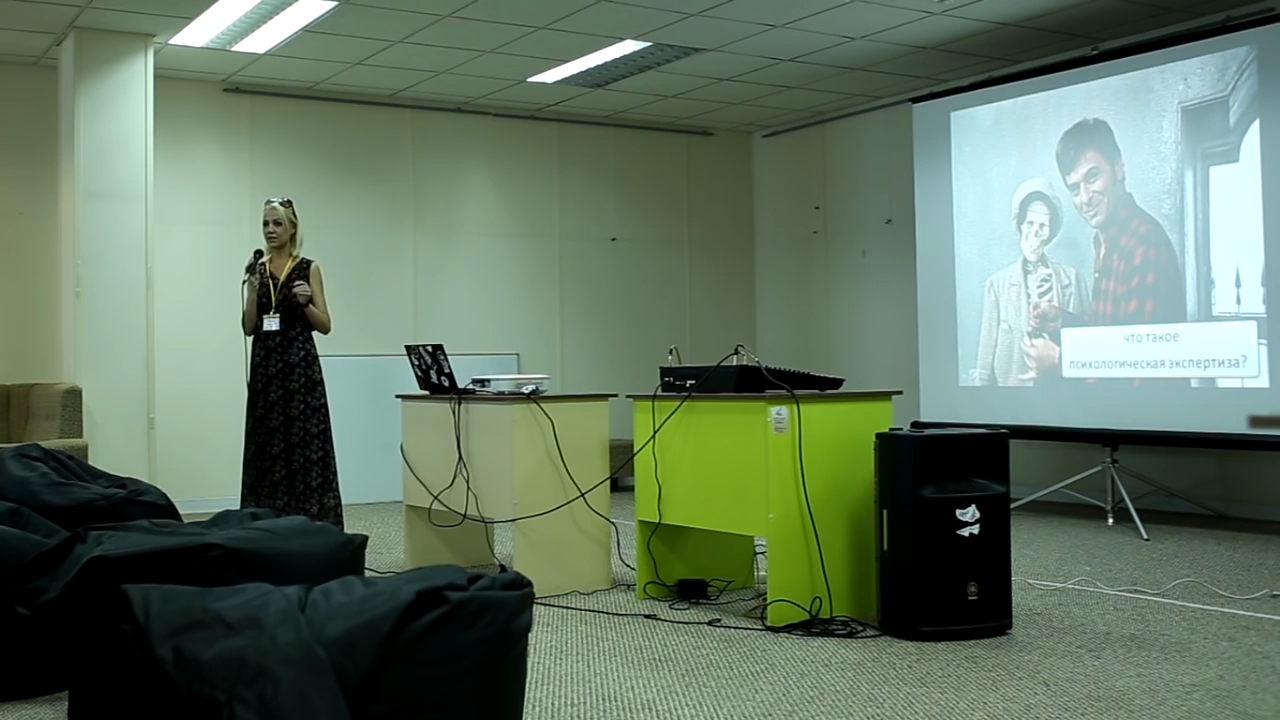 что такое
психологическая экспертиза?